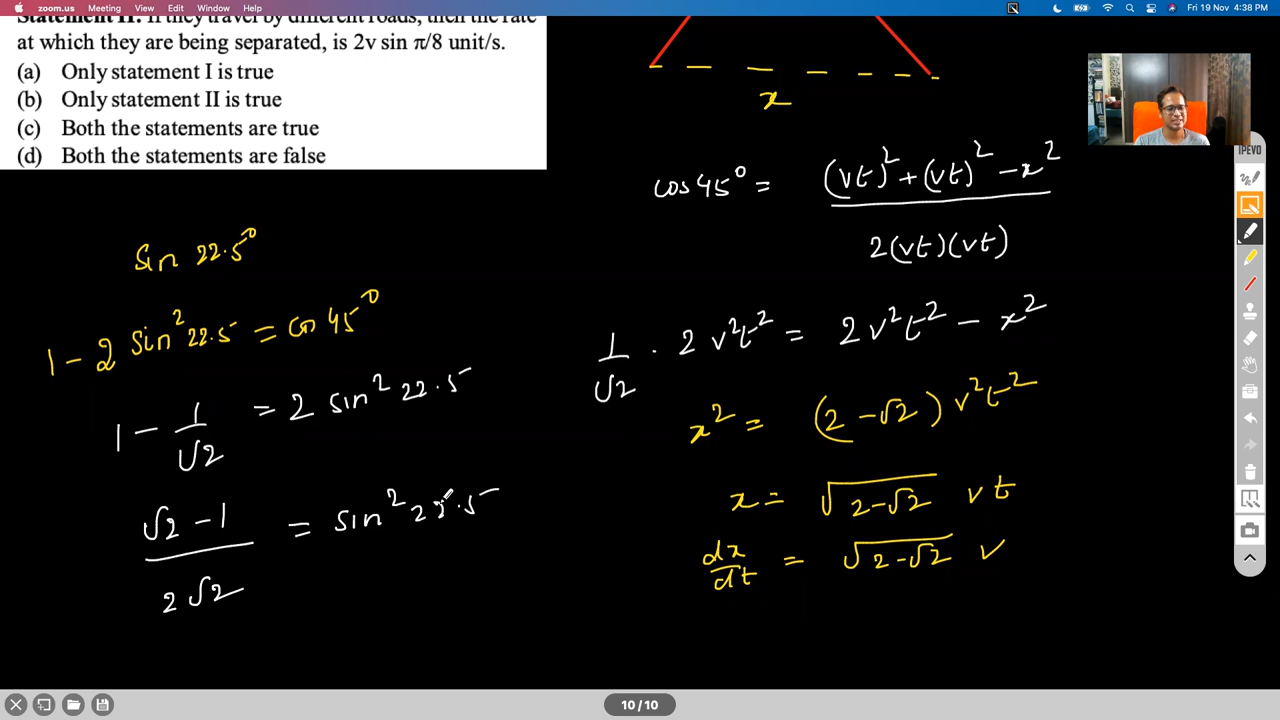 zoom.us Meeting View Edit Window Help Fri 19 Nov 4:38 PM
Statement II: If they travel by different roads, then the rate
at which they are being separated, is 2v sin π/8 unit/s.
(a) Only statement I is true
(b) Only statement II is true
(c) Both the statements are true
(d) Both the statements are false
sin 22.5°
1 - 2 sin² 22.5 = cos 45°
1 - 1/√2 = 2 sin² 22.5
(√2 - 1)/(2√2) = sin² 22.5
x
cos 45° = ((vt)² + (vt)² - x²)/(2(vt)(vt))
1/√2 . 2v²t² = 2v²t² - x²
x² = (2 - √2) v²t²
x = √(2-√2) vt
dx/dt = √(2-√2) v
IPEVO
10 / 10